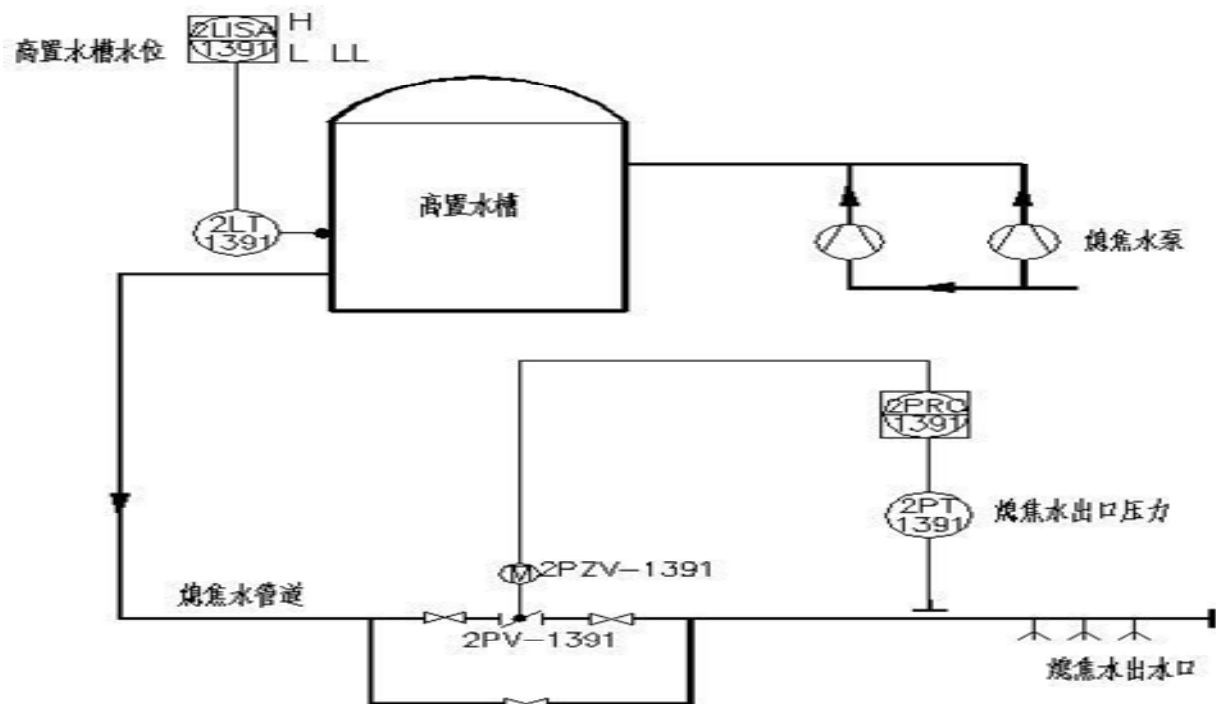 2LISA H
高置水槽水位 1391 L LL
高置水槽
2LT
1391
熄焦水泵
2PRC
1391
2PT
1391
熄焦水出口压力
M 2PZV-1391
熄焦水管道
2PV-1391
熄焦水出水口